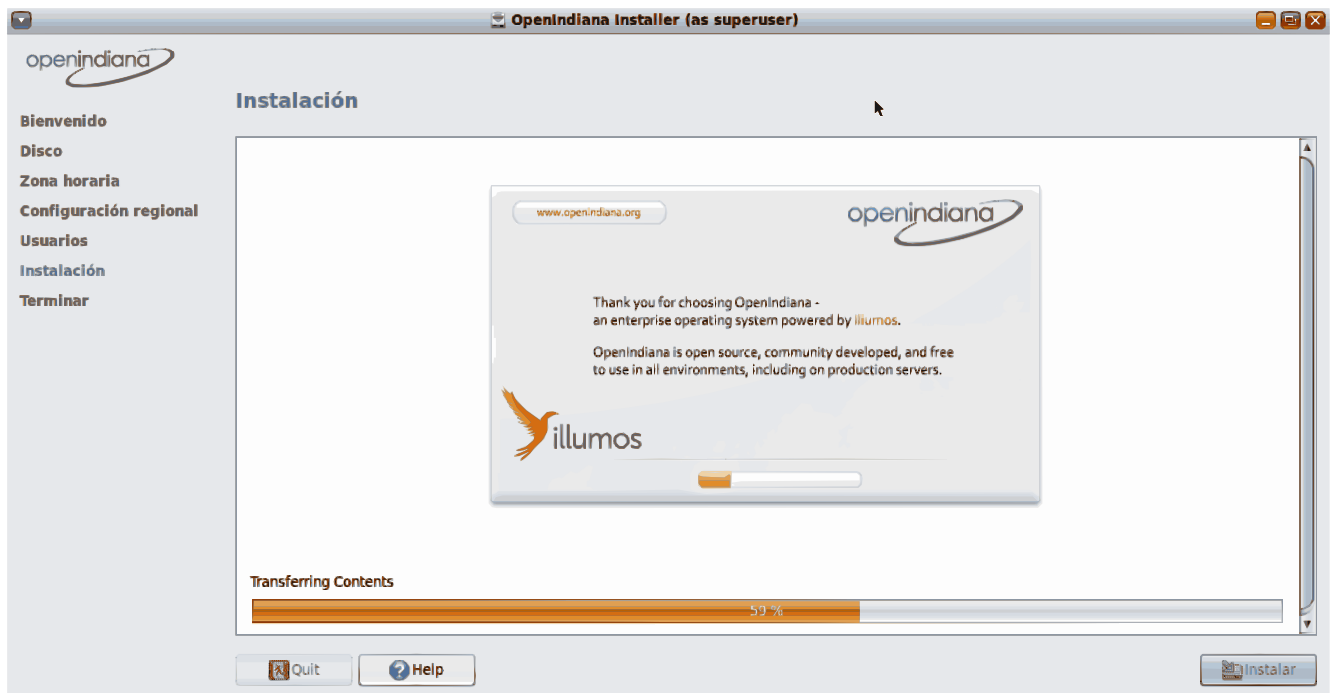 OpenIndiana Installer (as superuser)
openindiana
Instalación
Bienvenido
Disco
Zona horaria
Configuración regional
Usuarios
Instalación
Terminar
www.openindiana.org
openindiana
Thank you for choosing OpenIndiana -
an enterprise operating system powered by illumos.
OpenIndiana is open source, community developed, and free
to use in all environments, including on production servers.
illumos
Transferring Contents
59 %
Quit
Help
Instalar